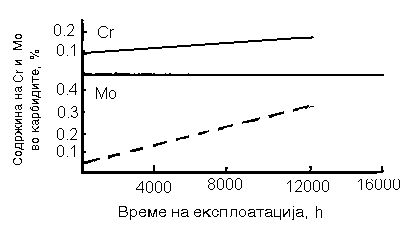 0.2
Cr
0.1
Содржина на Cr и Mo
во карбидите, %
0.4
Mo
0.3
0.2
0.1
4000 8000 12000 16000
Време на експлоатација, h